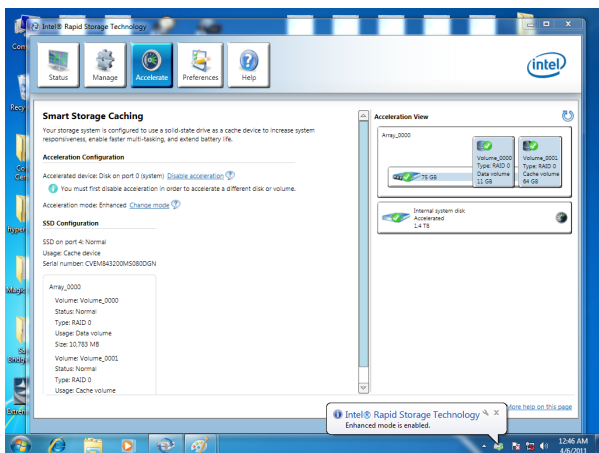 Intel® Rapid Storage Technology
Status
Manage
Accelerate
Preferences
Help
intel
Smart Storage Caching
Your storage system is configured to use a solid-state drive as a cache device to increase system
responsiveness, enable faster multi-tasking, and extend battery life.
Acceleration Configuration
Accelerated device: Disk on port 0 (system) Disable acceleration
You must first disable acceleration in order to accelerate a different disk or volume.
Acceleration mode: Enhanced Change mode
SSD Configuration
SSD on port 4: Normal
Usage: Cache device
Serial number: CVEM843200MS080DGN
Array_0000
Volume: Volume_0000
Status: Normal
Type: RAID 0
Usage: Data volume
Size: 10,783 MB
Volume: Volume_0001
Status: Normal
Type: RAID 0
Usage: Cache volume
Acceleration View
Array_0000
75 GB
Volume_0000
Type: RAID 0
Data volume
11 GB
Volume_0001
Type: RAID 0
Cache volume
64 GB
Internal system disk
Accelerated
1.4 TB
More help on this page
Intel® Rapid Storage Technology
Enhanced mode is enabled.
12:46 AM
4/6/2011